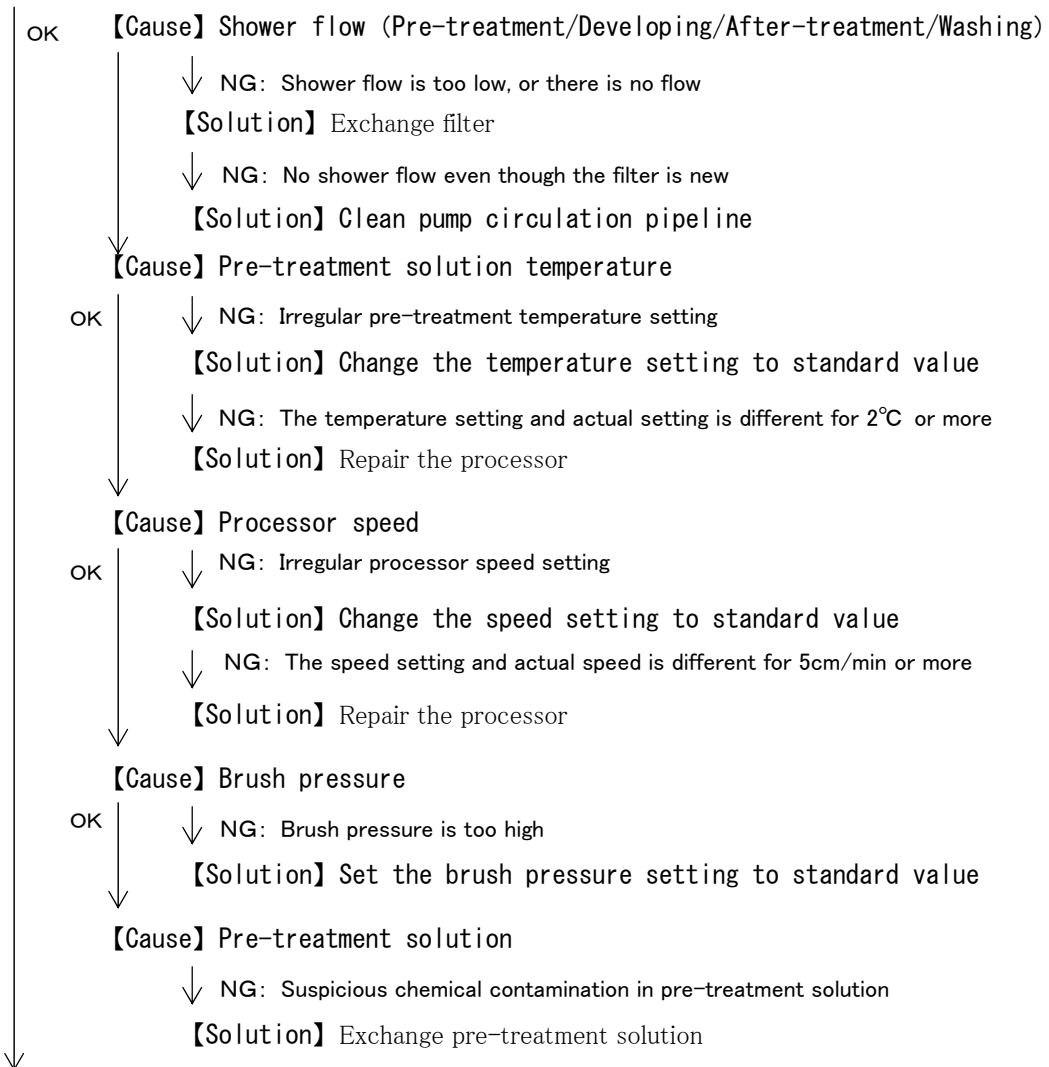 OK 【Cause】Shower flow (Pre-treatment/Developing/After-treatment/Washing)
NG: Shower flow is too low, or there is no flow
【Solution】Exchange filter
NG: No shower flow even though the filter is new
【Solution】Clean pump circulation pipeline
【Cause】Pre-treatment solution temperature
OK NG: Irregular pre-treatment temperature setting
【Solution】Change the temperature setting to standard value
NG: The temperature setting and actual setting is different for 2℃ or more
【Solution】Repair the processor
【Cause】Processor speed
OK NG: Irregular processor speed setting
【Solution】Change the speed setting to standard value
NG: The speed setting and actual speed is different for 5cm/min or more
【Solution】Repair the processor
【Cause】Brush pressure
OK NG: Brush pressure is too high
【Solution】Set the brush pressure setting to standard value
【Cause】Pre-treatment solution
NG: Suspicious chemical contamination in pre-treatment solution
【Solution】Exchange pre-treatment solution